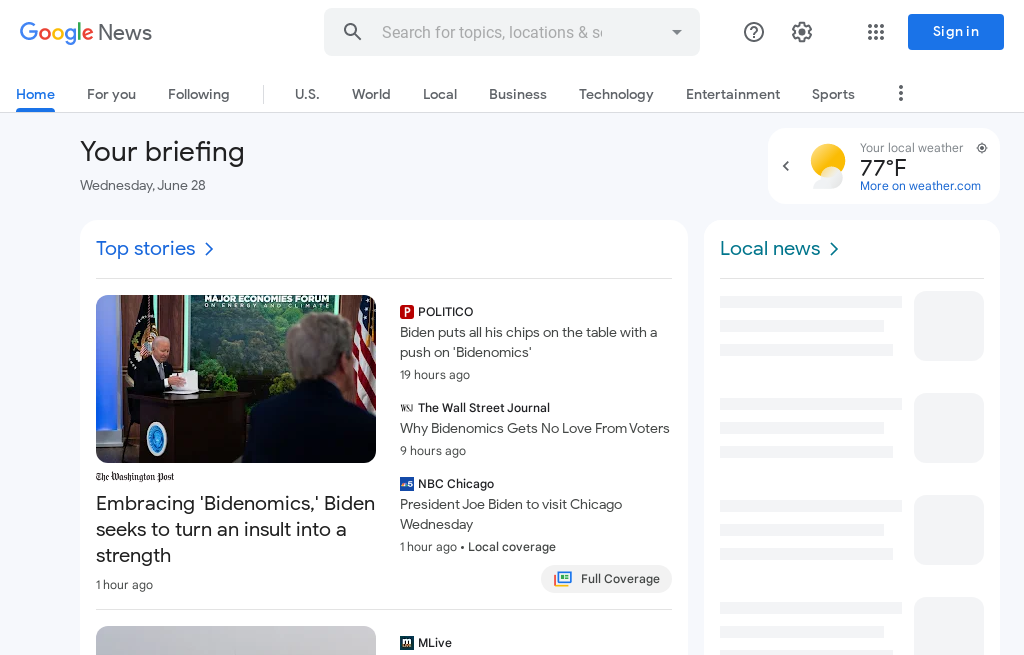 Google News
Search for topics, locations & so
Sign in
Home
For you
Following
U.S.
World
Local
Business
Technology
Entertainment
Sports
Your briefing
Wednesday, June 28
Your local weather
77°F
More on weather.com
Top stories
MAJOR ECONOMIES FORUM
ON ENERGY AND CLIMATE
The Washington Post
Embracing 'Bidenomics,' Biden
seeks to turn an insult into a
strength
1 hour ago
POLITICO
Biden puts all his chips on the table with a
push on 'Bidenomics'
19 hours ago
WSJ The Wall Street Journal
Why Bidenomics Gets No Love From Voters
9 hours ago
5 NBC Chicago
President Joe Biden to visit Chicago
Wednesday
1 hour ago • Local coverage
Full Coverage
MLive
Local news